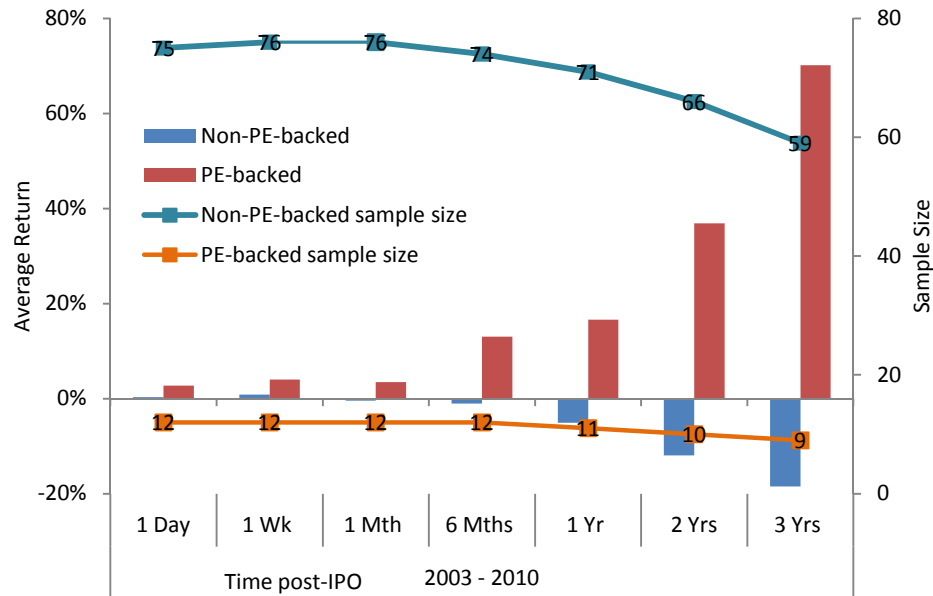 80%
60%
40%
20%
0%
-20%
Average Return
80
60
40
20
0
Sample Size
75 76 76 74 71 66 59
Non-PE-backed
PE-backed
Non-PE-backed sample size
PE-backed sample size
12 12 12 12 11 10 9
1 Day 1 Wk 1 Mth 6 Mths 1 Yr 2 Yrs 3 Yrs
Time post-IPO 2003 - 2010